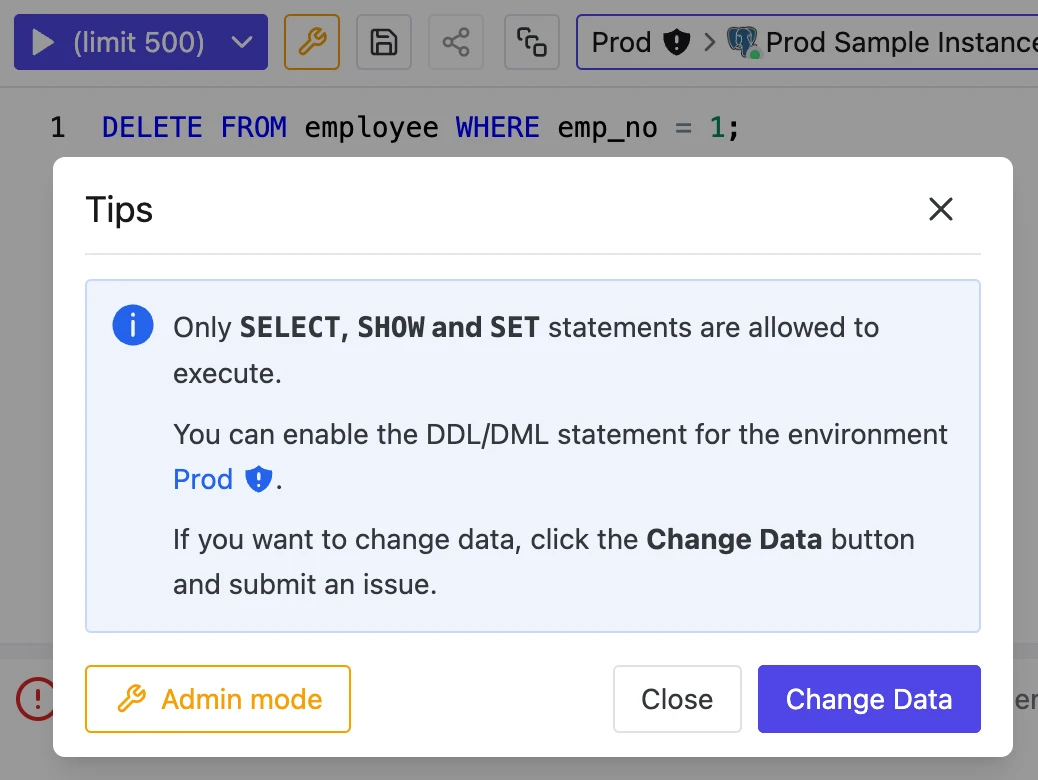 (limit 500)
Prod > Prod Sample Instance
1 DELETE FROM employee WHERE emp_no = 1;
Tips
Only SELECT, SHOW and SET statements are allowed to
execute.
You can enable the DDL/DML statement for the environment
Prod .
If you want to change data, click the Change Data button
and submit an issue.
Admin mode
Close
Change Data